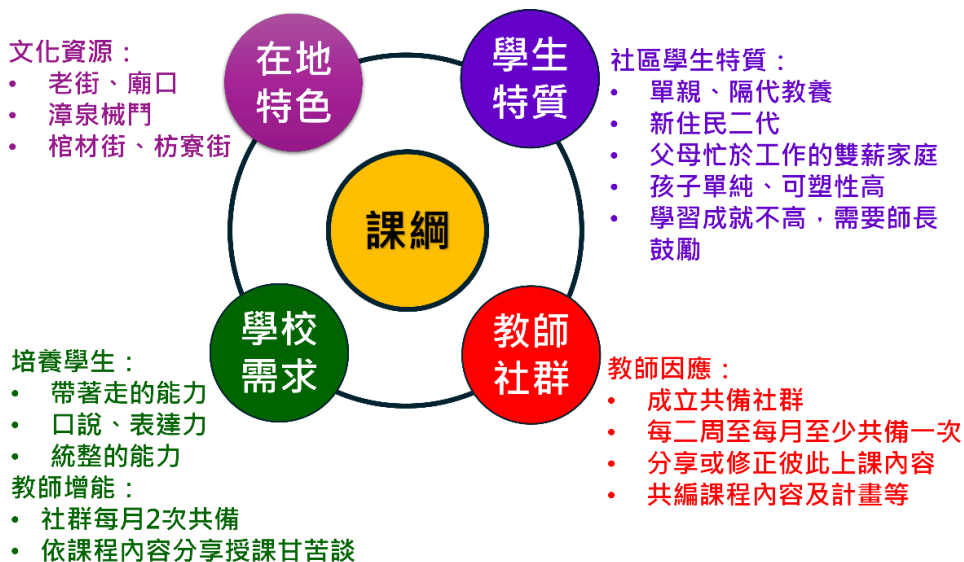 文化資源：
• 老街、廟口
• 漳泉械鬥
• 棺材街、枋寮街
在地
特色
學生
特質
社區學生特質：
• 單親、隔代教養
• 新住民二代
• 父母忙於工作的雙薪家庭
• 孩子單純、可塑性高
• 學習成就不高，需要師長
鼓勵
課綱
學校
需求
培養學生：
• 帶著走的能力
• 口說、表達力
• 統整的能力
教師增能：
• 社群每月2次共備
• 依課程內容分享授課甘苦談
教師
社群
教師因應：
• 成立共備社群
• 每二周至每月至少共備一次
• 分享或修正彼此上課內容
• 共編課程內容及計畫等